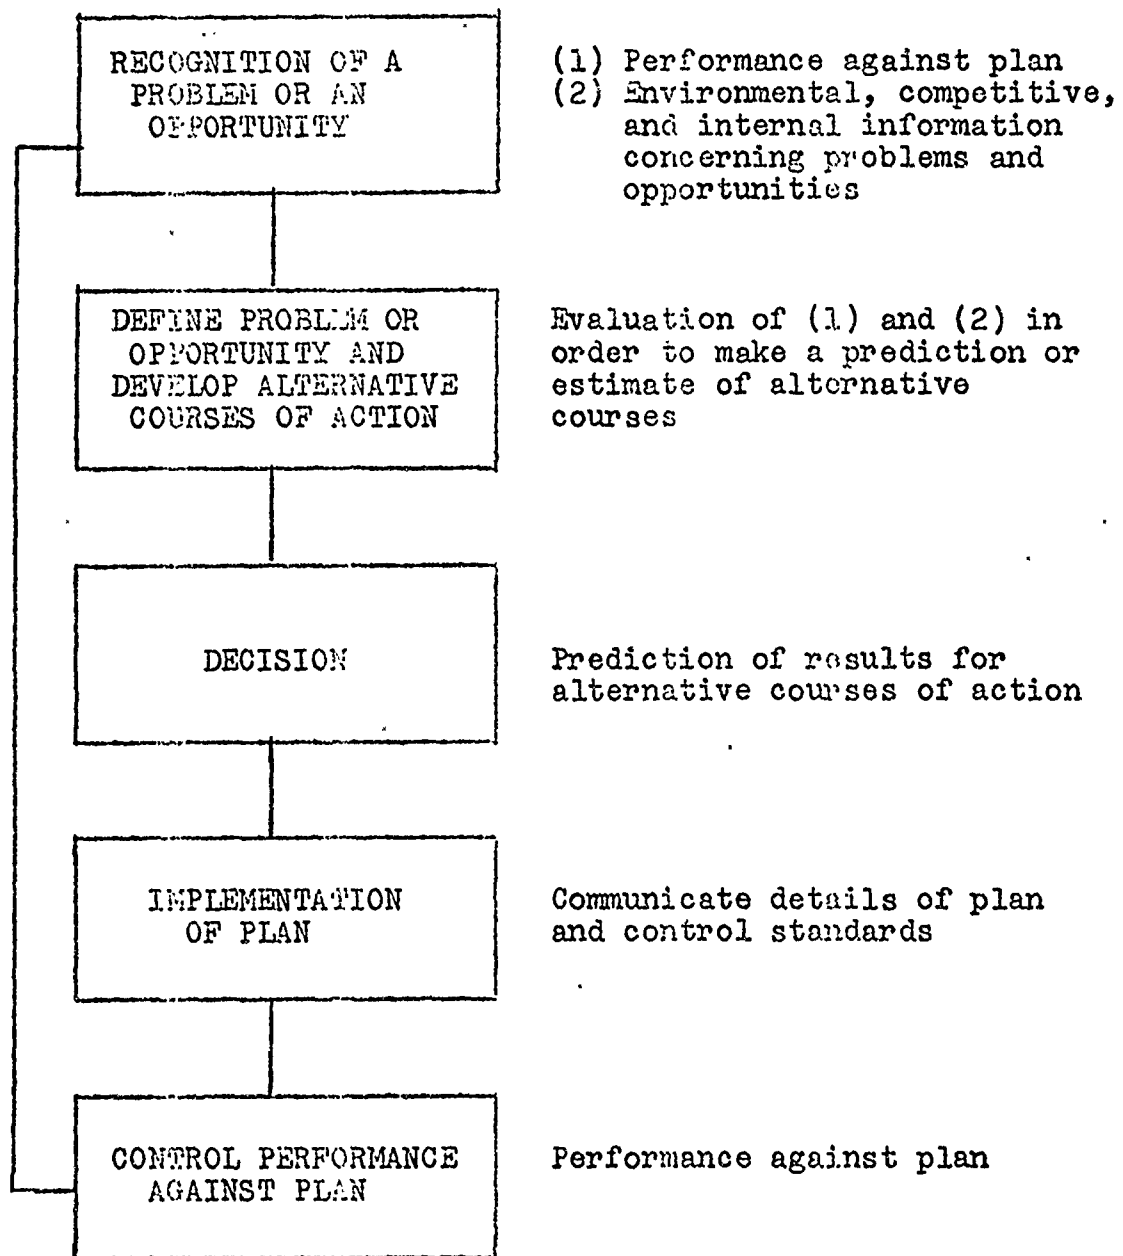 RECOGNITION OF A
PROBLEM OR AN
OPPORTUNITY
(1) Performance against plan
(2) Environmental, competitive,
and internal information
concerning problems and
opportunities
DEFINE PROBLEM OR
OPPORTUNITY AND
DEVELOP ALTERNATIVE
COURSES OF ACTION
Evaluation of (1) and (2) in
order to make a prediction or
estimate of alternative
courses
DECISION
Prediction of results for
alternative courses of action
IMPLEMENTATION
OF PLAN
Communicate details of plan
and control standards
CONTROL PERFORMANCE
AGAINST PLAN
Performance against plan